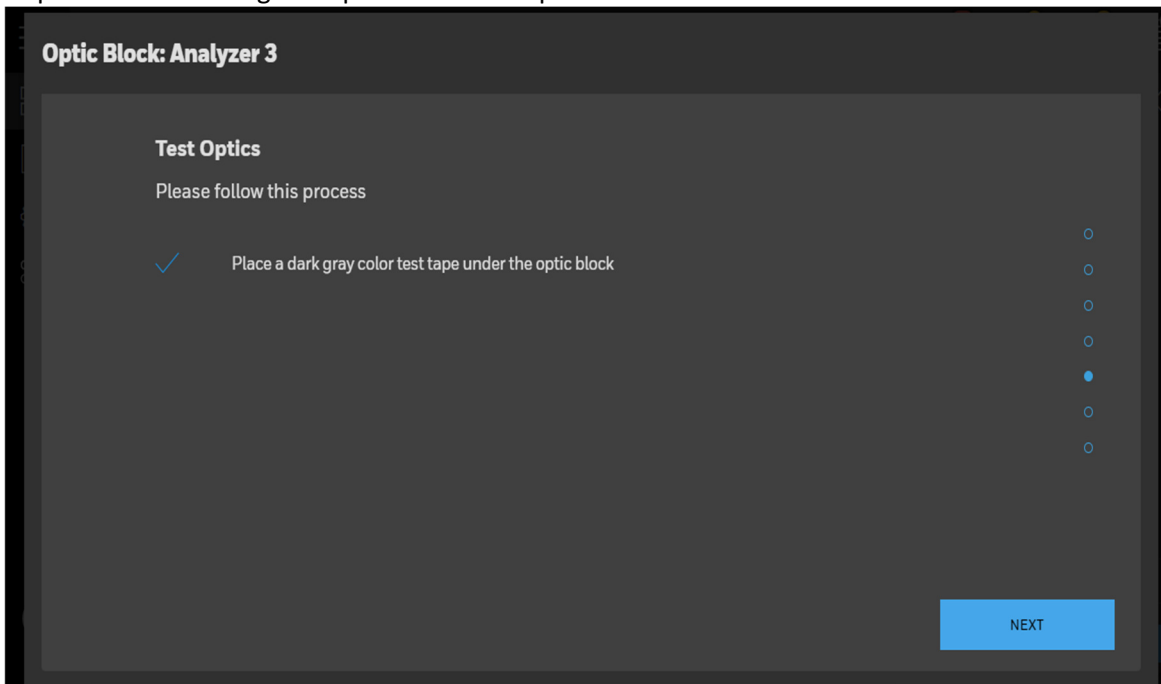 Optic Block: Analyzer 3
Test Optics
Please follow this process
Place a dark gray color test tape under the optic block
NEXT